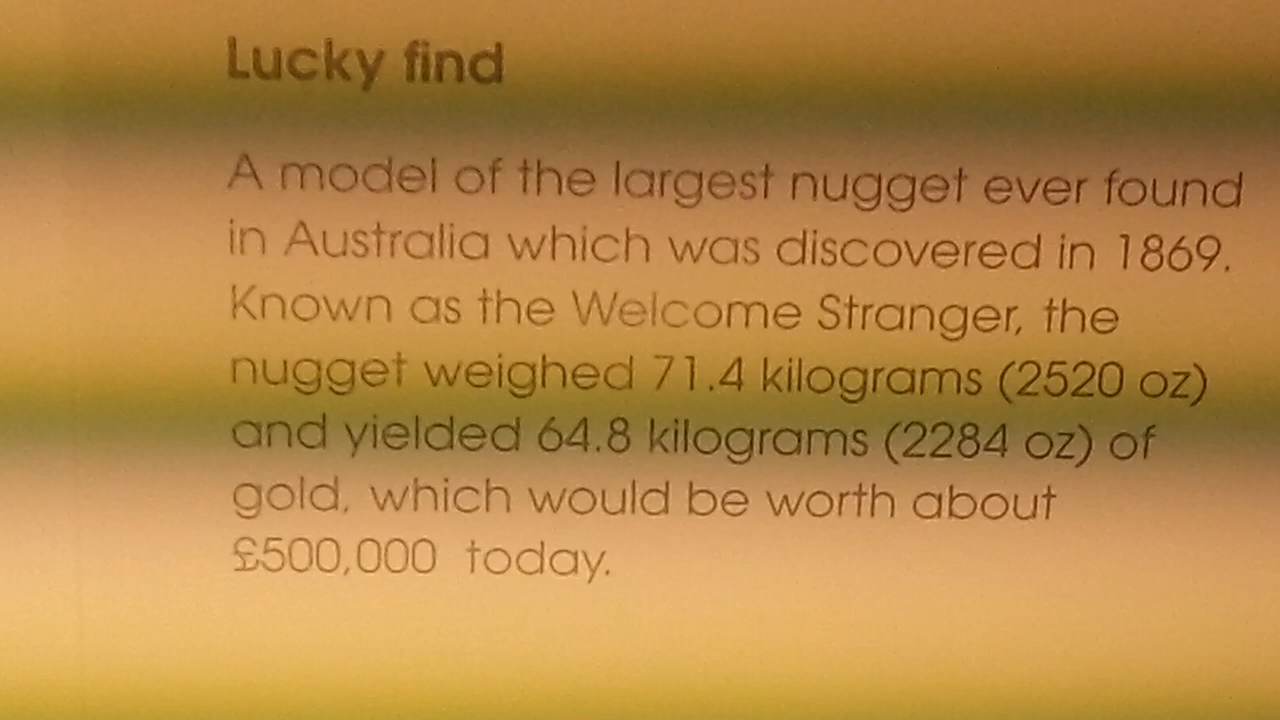 Lucky find
A model of the largest nugget ever found
in Australia which was discovered in 1869.
Known as the Welcome Stranger, the
nugget weighed 71.4 kilograms (2520 oz)
and yielded 64.8 kilograms (2284 oz) of
gold, which would be worth about
£500,000 today.